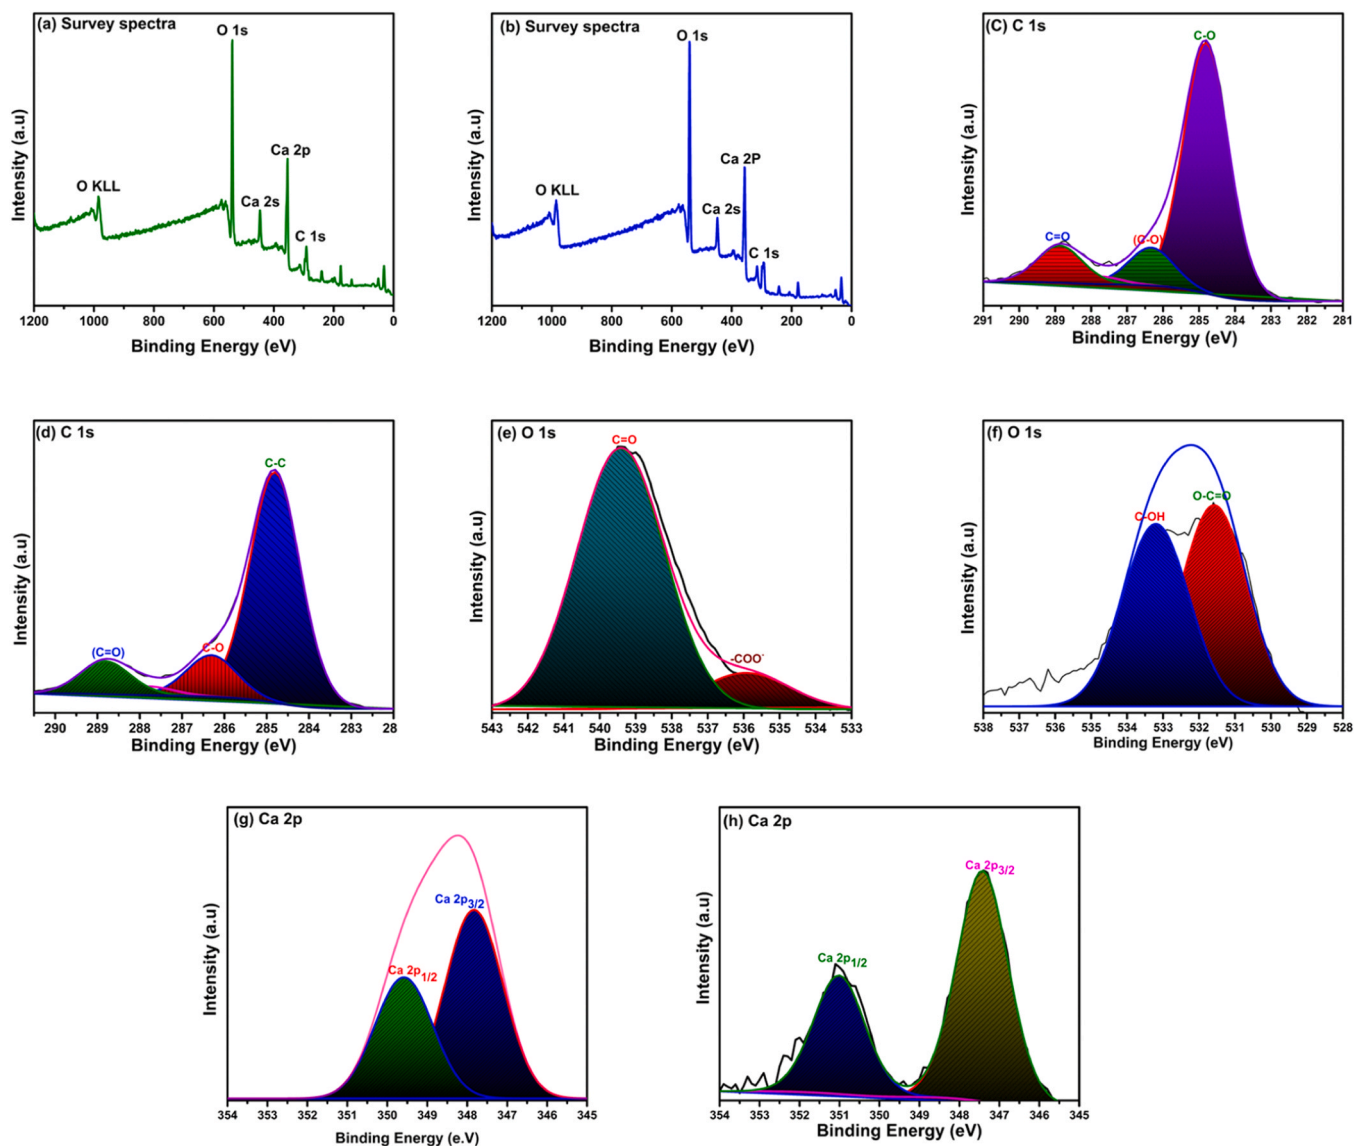 (a) Survey spectra
O 1s
Ca 2p
O KLL
Ca 2s
C 1s
Intensity (a.u)
1200 1000 800 600 400 200 0
Binding Energy (eV)
(b) Survey spectra
O 1s
Ca 2P
O KLL
Ca 2s
C 1s
Intensity (a.u)
1200 1000 800 600 400 200 0
Binding Energy (eV)
(C) C 1s
C-O
C=O
(C-O)
Intensity (a.u)
291 290 289 288 287 286 285 284 283 282 281
Binding Energy (eV)
(d) C 1s
C-C
(C=O)
C-O
Intensity (a.u)
290 289 288 287 286 285 284 283 28
Binding Energy (eV)
(e) O 1s
C=O
-COO-
Intensity (a.u)
543 542 541 540 539 538 537 536 535 534 533
Binding Energy (eV)
(f) O 1s
O-C=O
C-OH
Intensity (a.u)
538 537 536 535 534 533 532 531 530 529 528
Binding Energy (eV)
(g) Ca 2p
Ca 2p3/2
Ca 2p1/2
Intensity (a.u)
354 353 351 350 349 348 347 346 345
Binding Energy (e.V)
(h) Ca 2p
Ca 2p3/2
Ca 2p1/2
Intensity (a.u)
354 353 352 351 350 349 348 347 346 345
Binding Energy (eV)